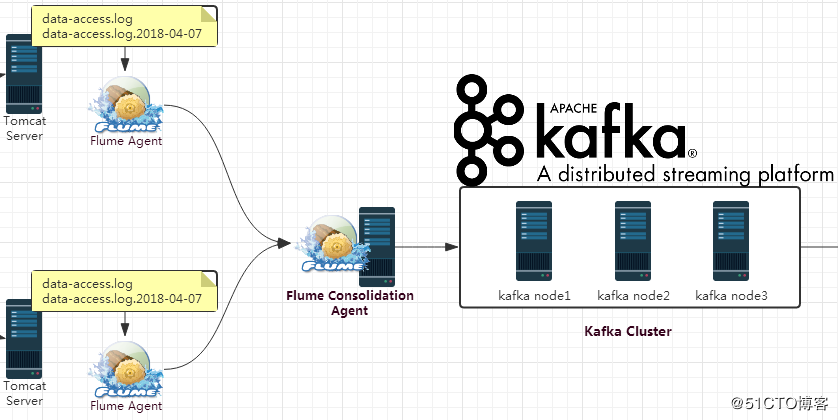 data-access.log
data-access.log.2018-04-07
Tomcat
Server
FLUME
Flume Agent
APACHE
kafka®
A distributed streaming platform
FLUME
Flume Consolidation
Agent
kafka node1
kafka node2
kafka node3
Kafka Cluster
data-access.log
data-access.log.2018-04-07
Tomcat
Server
FLUME
Flume Agent
@51CTO博客